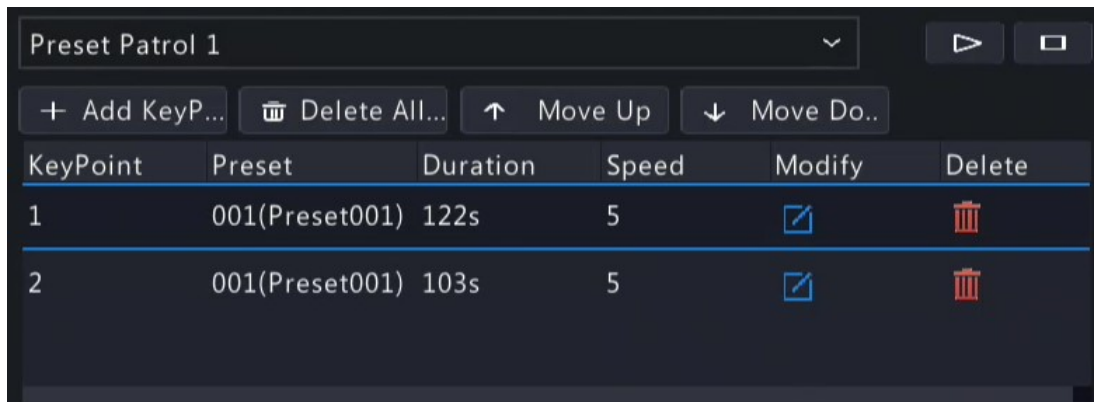 Preset Patrol 1
Add KeyP... Delete All... Move Up Move Do..
KeyPoint Preset Duration Speed Modify Delete
1 001(Preset001) 122s 5
2 001(Preset001) 103s 5